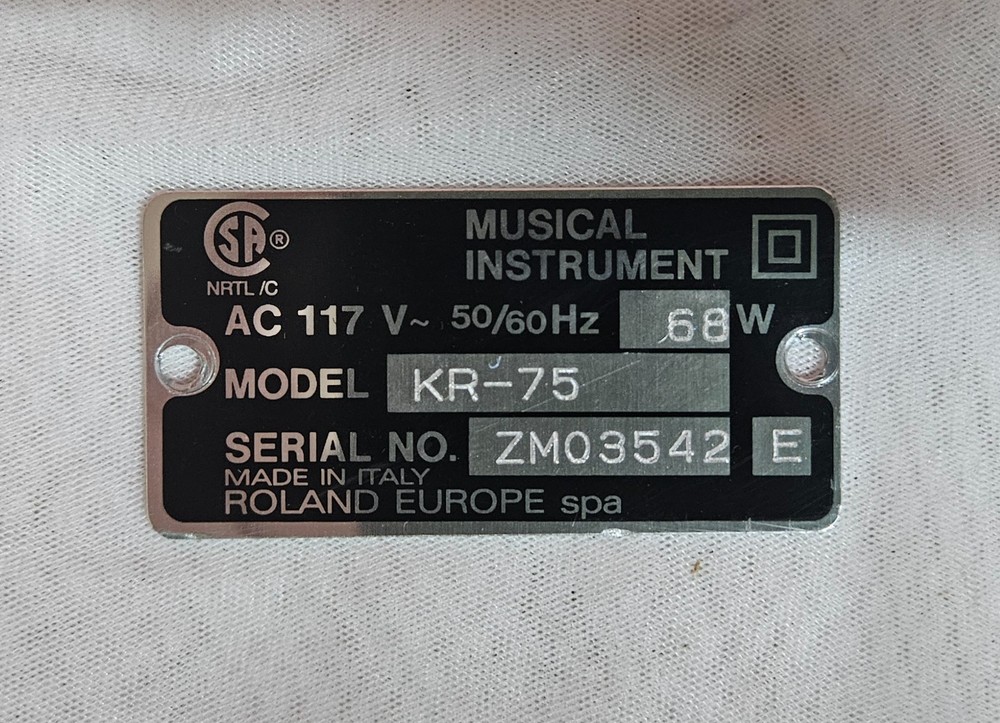 SA ®
NRTL /C
MUSICAL
INSTRUMENT
AC 117 V~ 50/60Hz 68 W
MODEL KR-75
SERIAL NO. ZM03542 E
MADE IN ITALY
ROLAND EUROPE spa